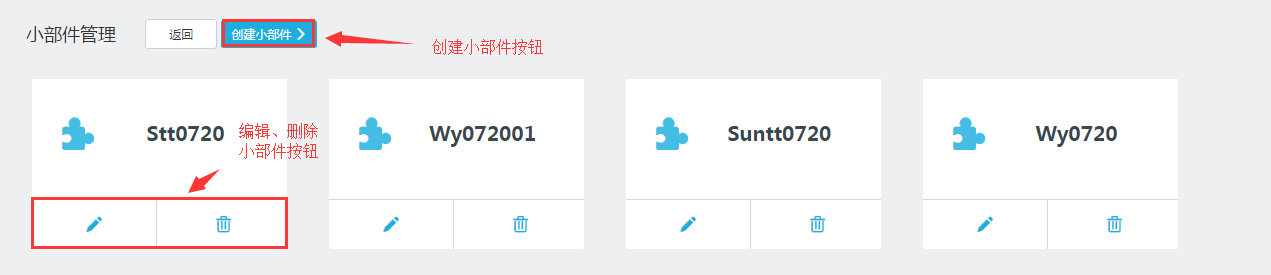 小部件管理
返回
创建小部件
创建小部件按钮
Stt0720
编辑、删除
小部件按钮
Wy072001
Suntt0720
Wy0720